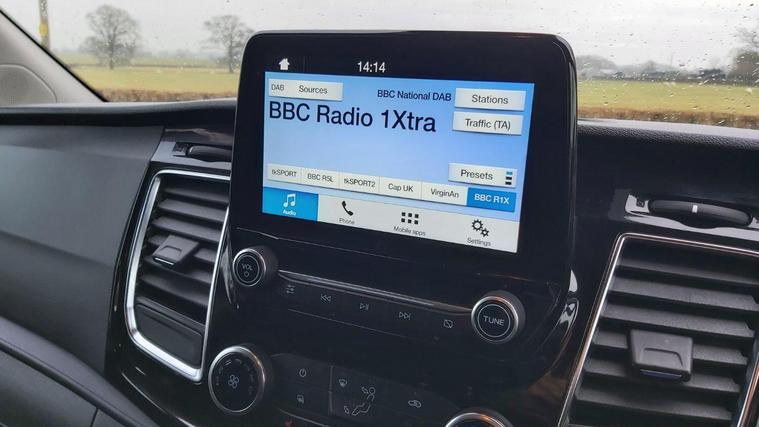 14:14
DAB Sources
BBC National DAB
Stations
BBC Radio 1Xtra
Traffic (TA)
Presets
tkSPORT
BBC R5L
tkSPORT2
Cap UK
VirginAn
BBC R1X
Audio
Phone
Mobile apps
Settings
VOL
TUNE